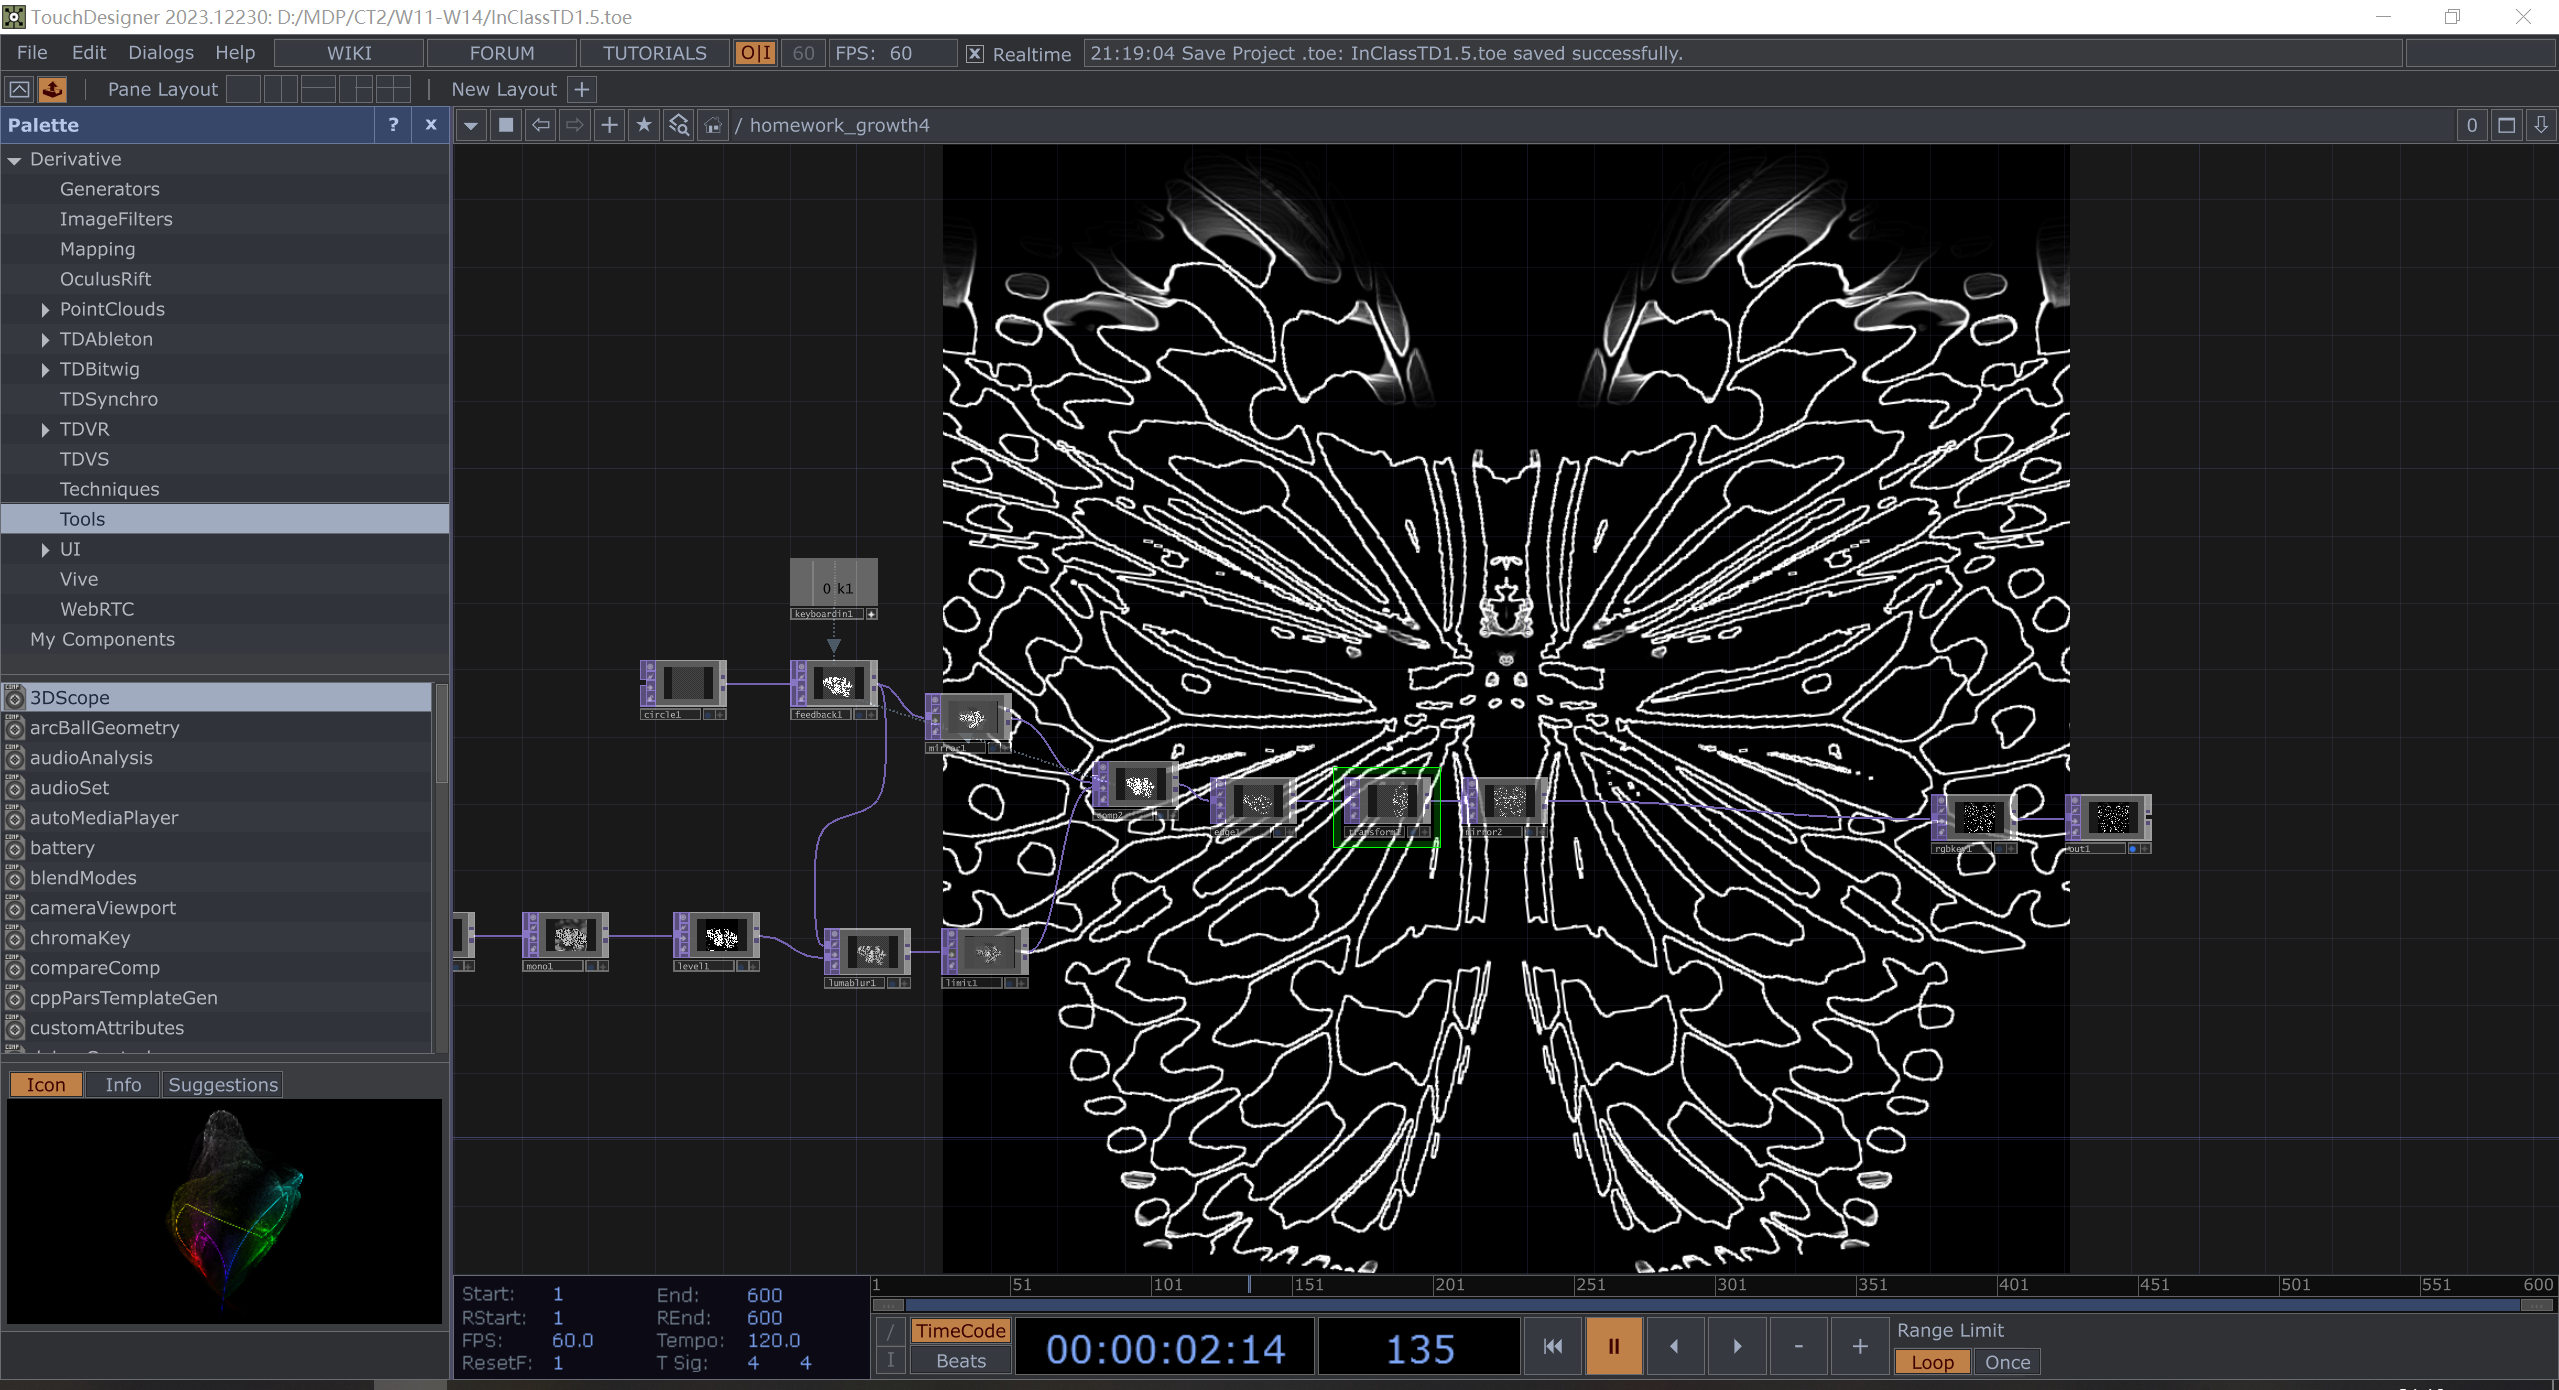 TouchDesigner 2023.12230: D:/MDP/CT2/W11-W14/InClassTD1.5.toe
File Edit Dialogs Help WIKI FORUM TUTORIALS O|I 60 FPS: 60 Realtime 21:19:04 Save Project .toe: InClassTD1.5.toe saved successfully.
Pane Layout New Layout +
Palette ? x / homework_growth4 0
Derivative
Generators
ImageFilters
Mapping
OculusRift
PointClouds
TDAbleton
TDBitwig
TDSynchro
TDVR
TDVS
Techniques
Tools
UI
Vive
WebRTC
My Components
3DScope
arcBallGeometry
audioAnalysis
audioSet
autoMediaPlayer
battery
blendModes
cameraViewport
chromaKey
compareComp
cppParsTemplateGen
customAttributes
Icon Info Suggestions
0 k1
keyboardin1
circle1
feedback1
mirror1
comp2
edge1
transform1
mirror2
rgbkey1
out1
mono1
level1
lumablur1
limit1
Start: 1 End: 600
RStart: 1 REnd: 600
FPS: 60.0 Tempo: 120.0
ResetF: 1 T Sig: 4 4
1 51 101 151 201 251 301 351 401 451 501 551 600
TimeCode
Beats
00:00:02:14
135
- +
Range Limit
Loop Once